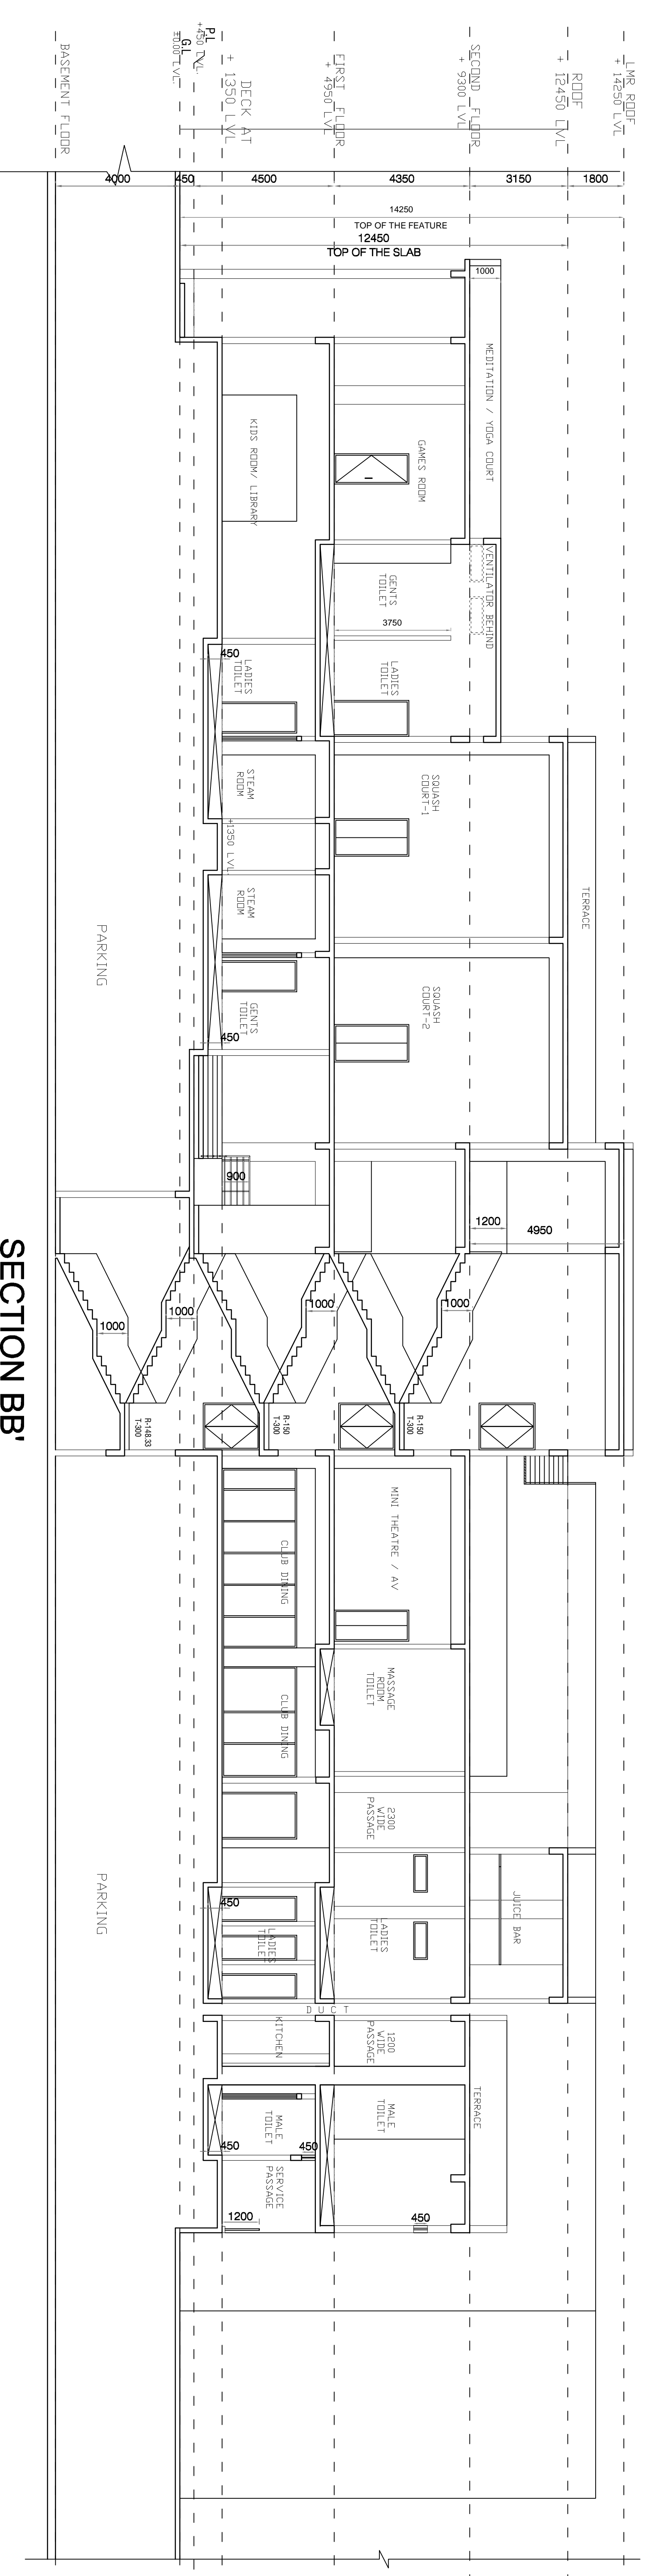 LMR ROOF
+ 14250 LVL
ROOF
+ 12450 LVL
SECOND FLOOR
+ 9300 LVL
FIRST FLOOR
+ 4950 LVL
DECK AT
+ 1350 LVL
P.L
+450 LVL.
G.L
±0.00 LVL.
BASEMENT FLOOR
1800
3150
4350
4500
450
4000
14250
TOP OF THE FEATURE
12450
TOP OF THE SLAB
1000
MEDITATION / YOGA COURT
GAMES ROOM
KIDS ROOM/ LIBRARY
VENTILATOR BEHIND
GENTS
TOILET
3750
LADIES
TOILET
450
LADIES
TOILET
STEAM
ROOM
+1350 LVL.
STEAM
ROOM
GENTS
TOILET
450
SQUASH
COURT-1
SQUASH
COURT-2
TERRACE
PARKING
900
1200
4950
1000
1000
1000
1000
R-150
T-300
R-150
T-300
R-148.33
T-300
MINI THEATRE / AV
CLUB DINING
MASSAGE
ROOM
TOILET
CLUB DINING
2300
WIDE
PASSAGE
JUICE BAR
LADIES
TOILET
450
LADIES
TOILET
PARKING
DUCT
1200
WIDE
PASSAGE
KITCHEN
TERRACE
MALE
TOILET
MALE
TOILET
450
450
SERVICE
PASSAGE
1200
450
SECTION BB'